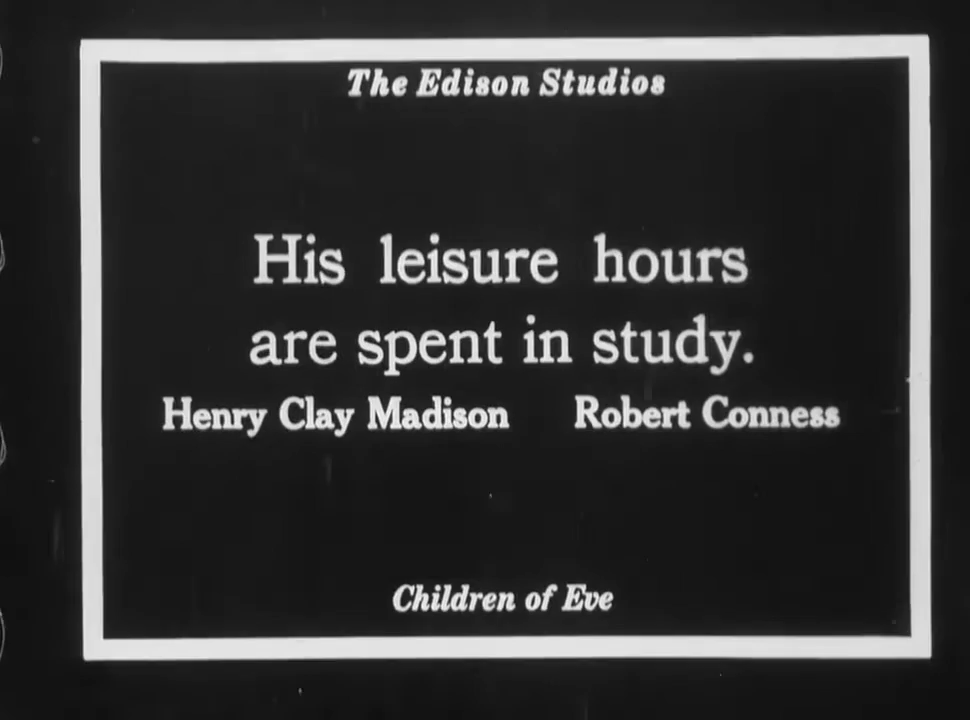 The Edison Studios
His leisure hours
are spent in study.
Henry Clay Madison Robert Conness
Children of Eve